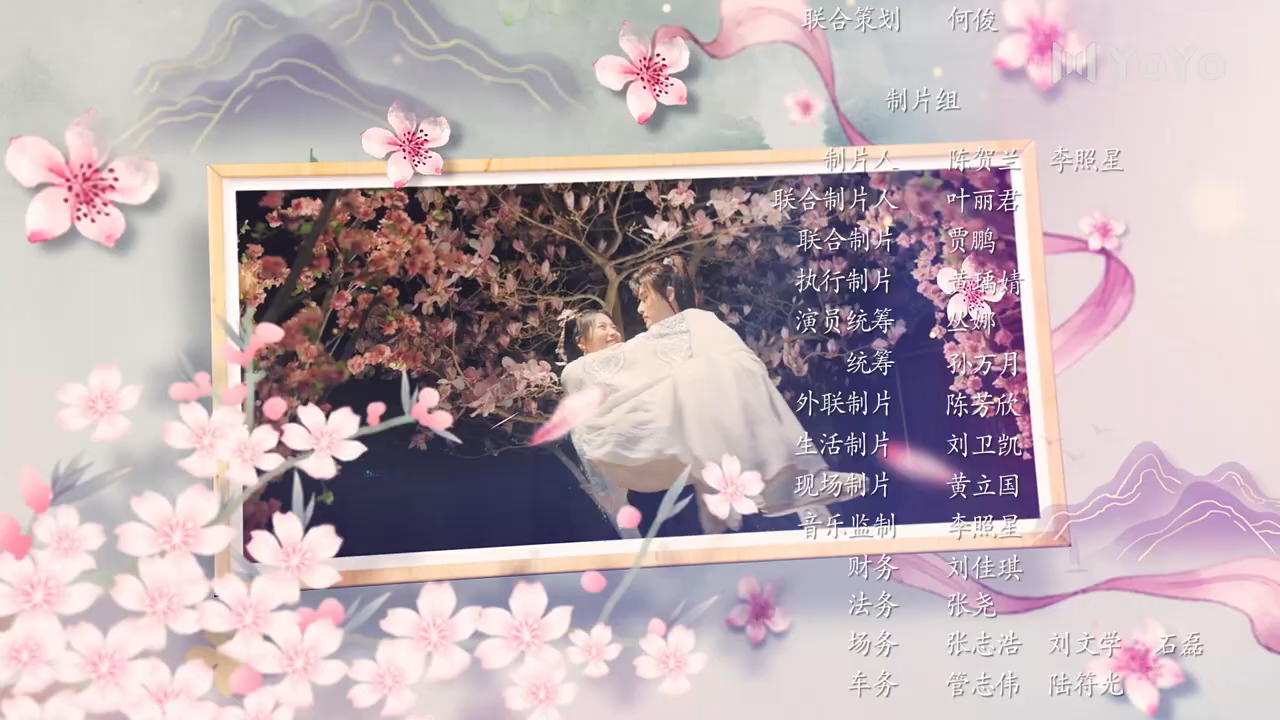 联合策划 何俊
YoYo
制片组
制片人 陈贺兰 李照星
联合制片人 叶丽君
联合制片 贾鹏
执行制片 黄瑀婧
演员统筹 丛娜
统筹 孙万月
外联制片 陈芳欣
生活制片 刘卫凯
现场制片 黄立国
音乐监制 李照星
财务 刘佳琪
法务 张尧
场务 张志浩 刘文学 石磊
车务 管志伟 陆符光